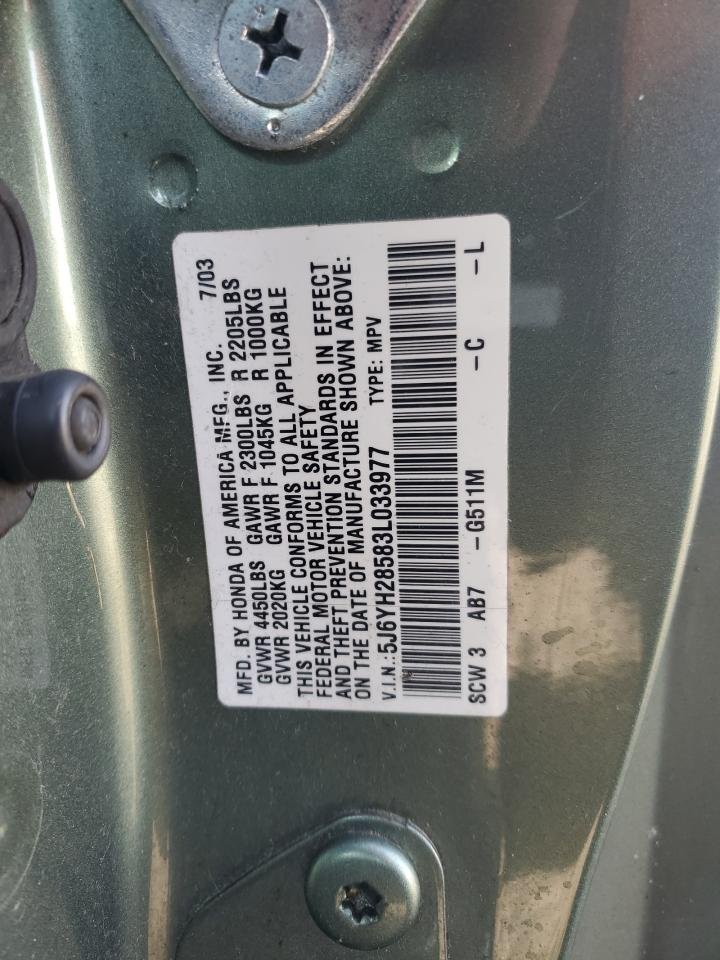 MFD. BY HONDA OF AMERICA MFG., INC. 7/03
GVWR 4450LBS GAWR F 2300LBS R 2205LBS
GVWR 2020KG GAWR F 1045KG R 1000KG
THIS VEHICLE CONFORMS TO ALL APPLICABLE
FEDERAL MOTOR VEHICLE SAFETY
AND THEFT PREVENTION STANDARDS IN EFFECT
ON THE DATE OF MANUFACTURE SHOWN ABOVE:
V.I.N.:5J6YH28583L033977 TYPE: MPV
SCW 3 AB7 -G511M -C -L